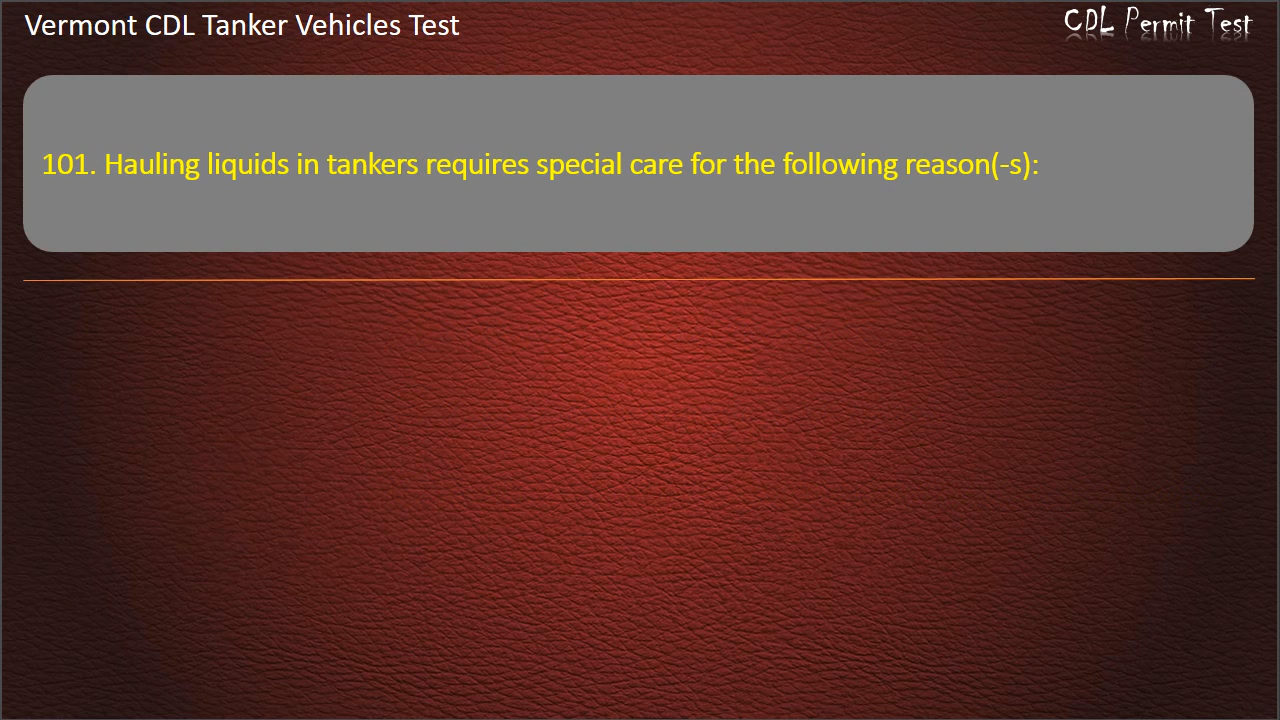 Vermont CDL Tanker Vehicles Test
CDL Permit Test
101. Hauling liquids in tankers requires special care for the following reason(-s):